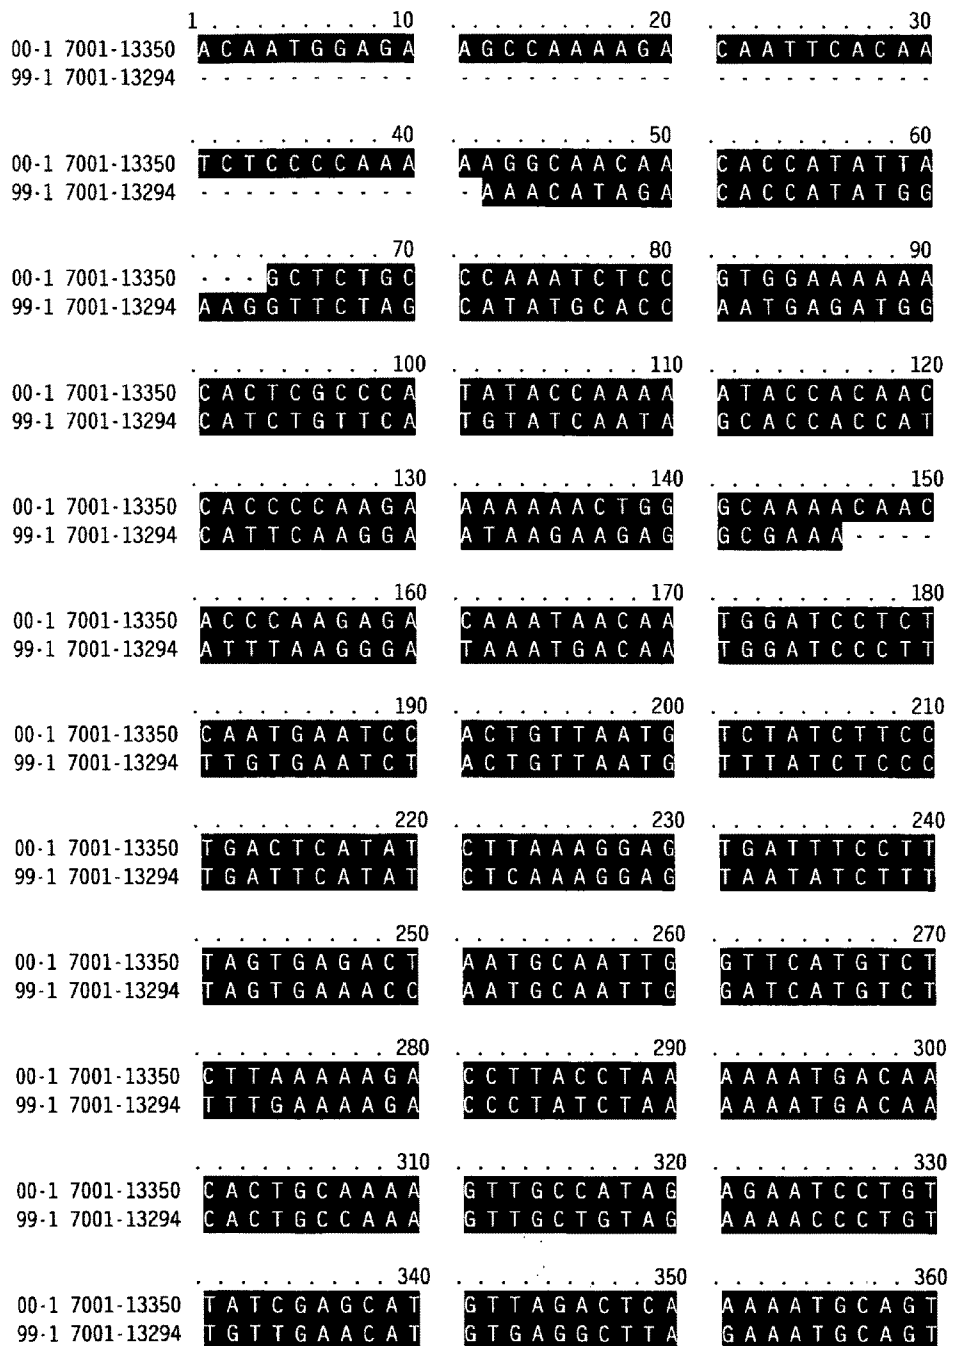 1 . . . . . . . . 10 . . . . . . . . . 20 . . . . . . . . . 30
00-1 7001-13350 ACAATGGAGA AGCCAAAAGA CAATTCACAA
99-1 7001-13294 - - - - - - - - - - - - - - - - - - - - - - - - - - - - - -
. . . . . . . . . 40 . . . . . . . . . 50 . . . . . . . . . 60
00-1 7001-13350 TCTCCCCAAA AAGGCAACAA CACCATATTA
99-1 7001-13294 - - - - - - - - - - - AAACATAGA CACCATATGG
. . . . . . . . . 70 . . . . . . . . . 80 . . . . . . . . . 90
00-1 7001-13350 - - - GCTCTGC CCAAATCTCC GTGGAAAAAA
99-1 7001-13294 AAGGTTCTAG CATATGCACC AATGAGATGG
. . . . . . . . . 100 . . . . . . . . . 110 . . . . . . . . . 120
00-1 7001-13350 CACTCGCCCA TATACCAAAA ATACCACAAC
99-1 7001-13294 CATCTGTTCA TGTATCAATA GCACCACCAT
. . . . . . . . . 130 . . . . . . . . . 140 . . . . . . . . . 150
00-1 7001-13350 CACCCCAAGA AAAAAACTGG GCAAAACAAC
99-1 7001-13294 CATTCAAGGA ATAAGAAGAG GCGAAA - - - -
. . . . . . . . . 160 . . . . . . . . . 170 . . . . . . . . . 180
00-1 7001-13350 ACCCAAGAGA CAAATAACAA TGGATCCTCT
99-1 7001-13294 ATTTAAGGGA TAAATGACAA TGGATCCCTT
. . . . . . . . . 190 . . . . . . . . . 200 . . . . . . . . . 210
00-1 7001-13350 CAATGAATCC ACTGTTAATG TCTATCTTCC
99-1 7001-13294 TTGTGAATCT ACTGTTAATG TTTATCTCCC
. . . . . . . . . 220 . . . . . . . . . 230 . . . . . . . . . 240
00-1 7001-13350 TGACTCATAT CTTAAAGGAG TGATTTCCTT
99-1 7001-13294 TGATTCATAT CTCAAAGGAG TAATATCTTT
. . . . . . . . . 250 . . . . . . . . . 260 . . . . . . . . . 270
00-1 7001-13350 TAGTGAGACT AATGCAATTG GTTCATGTCT
99-1 7001-13294 TAGTGAAACC AATGCAATTG GATCATGTCT
. . . . . . . . . 280 . . . . . . . . . 290 . . . . . . . . . 300
00-1 7001-13350 CTTAAAAAGA CCTTACCTAA AAAATGACAA
99-1 7001-13294 TTTGAAAAGA CCCTATCTAA AAAATGACAA
. . . . . . . . . 310 . . . . . . . . . 320 . . . . . . . . . 330
00-1 7001-13350 CACTGCAAAA GTTGCCATAG AGAATCCTGT
99-1 7001-13294 CACTGCCAAA GTTGCTGTAG AAAACCCTGT
. . . . . . . . . 340 . . . . . . . . . 350 . . . . . . . . . 360
00-1 7001-13350 TATCGAGCAT GTTAGACTCA AAAATGCAGT
99-1 7001-13294 TGTTGAACAT GTGAGGCTTA GAAATGCAGT